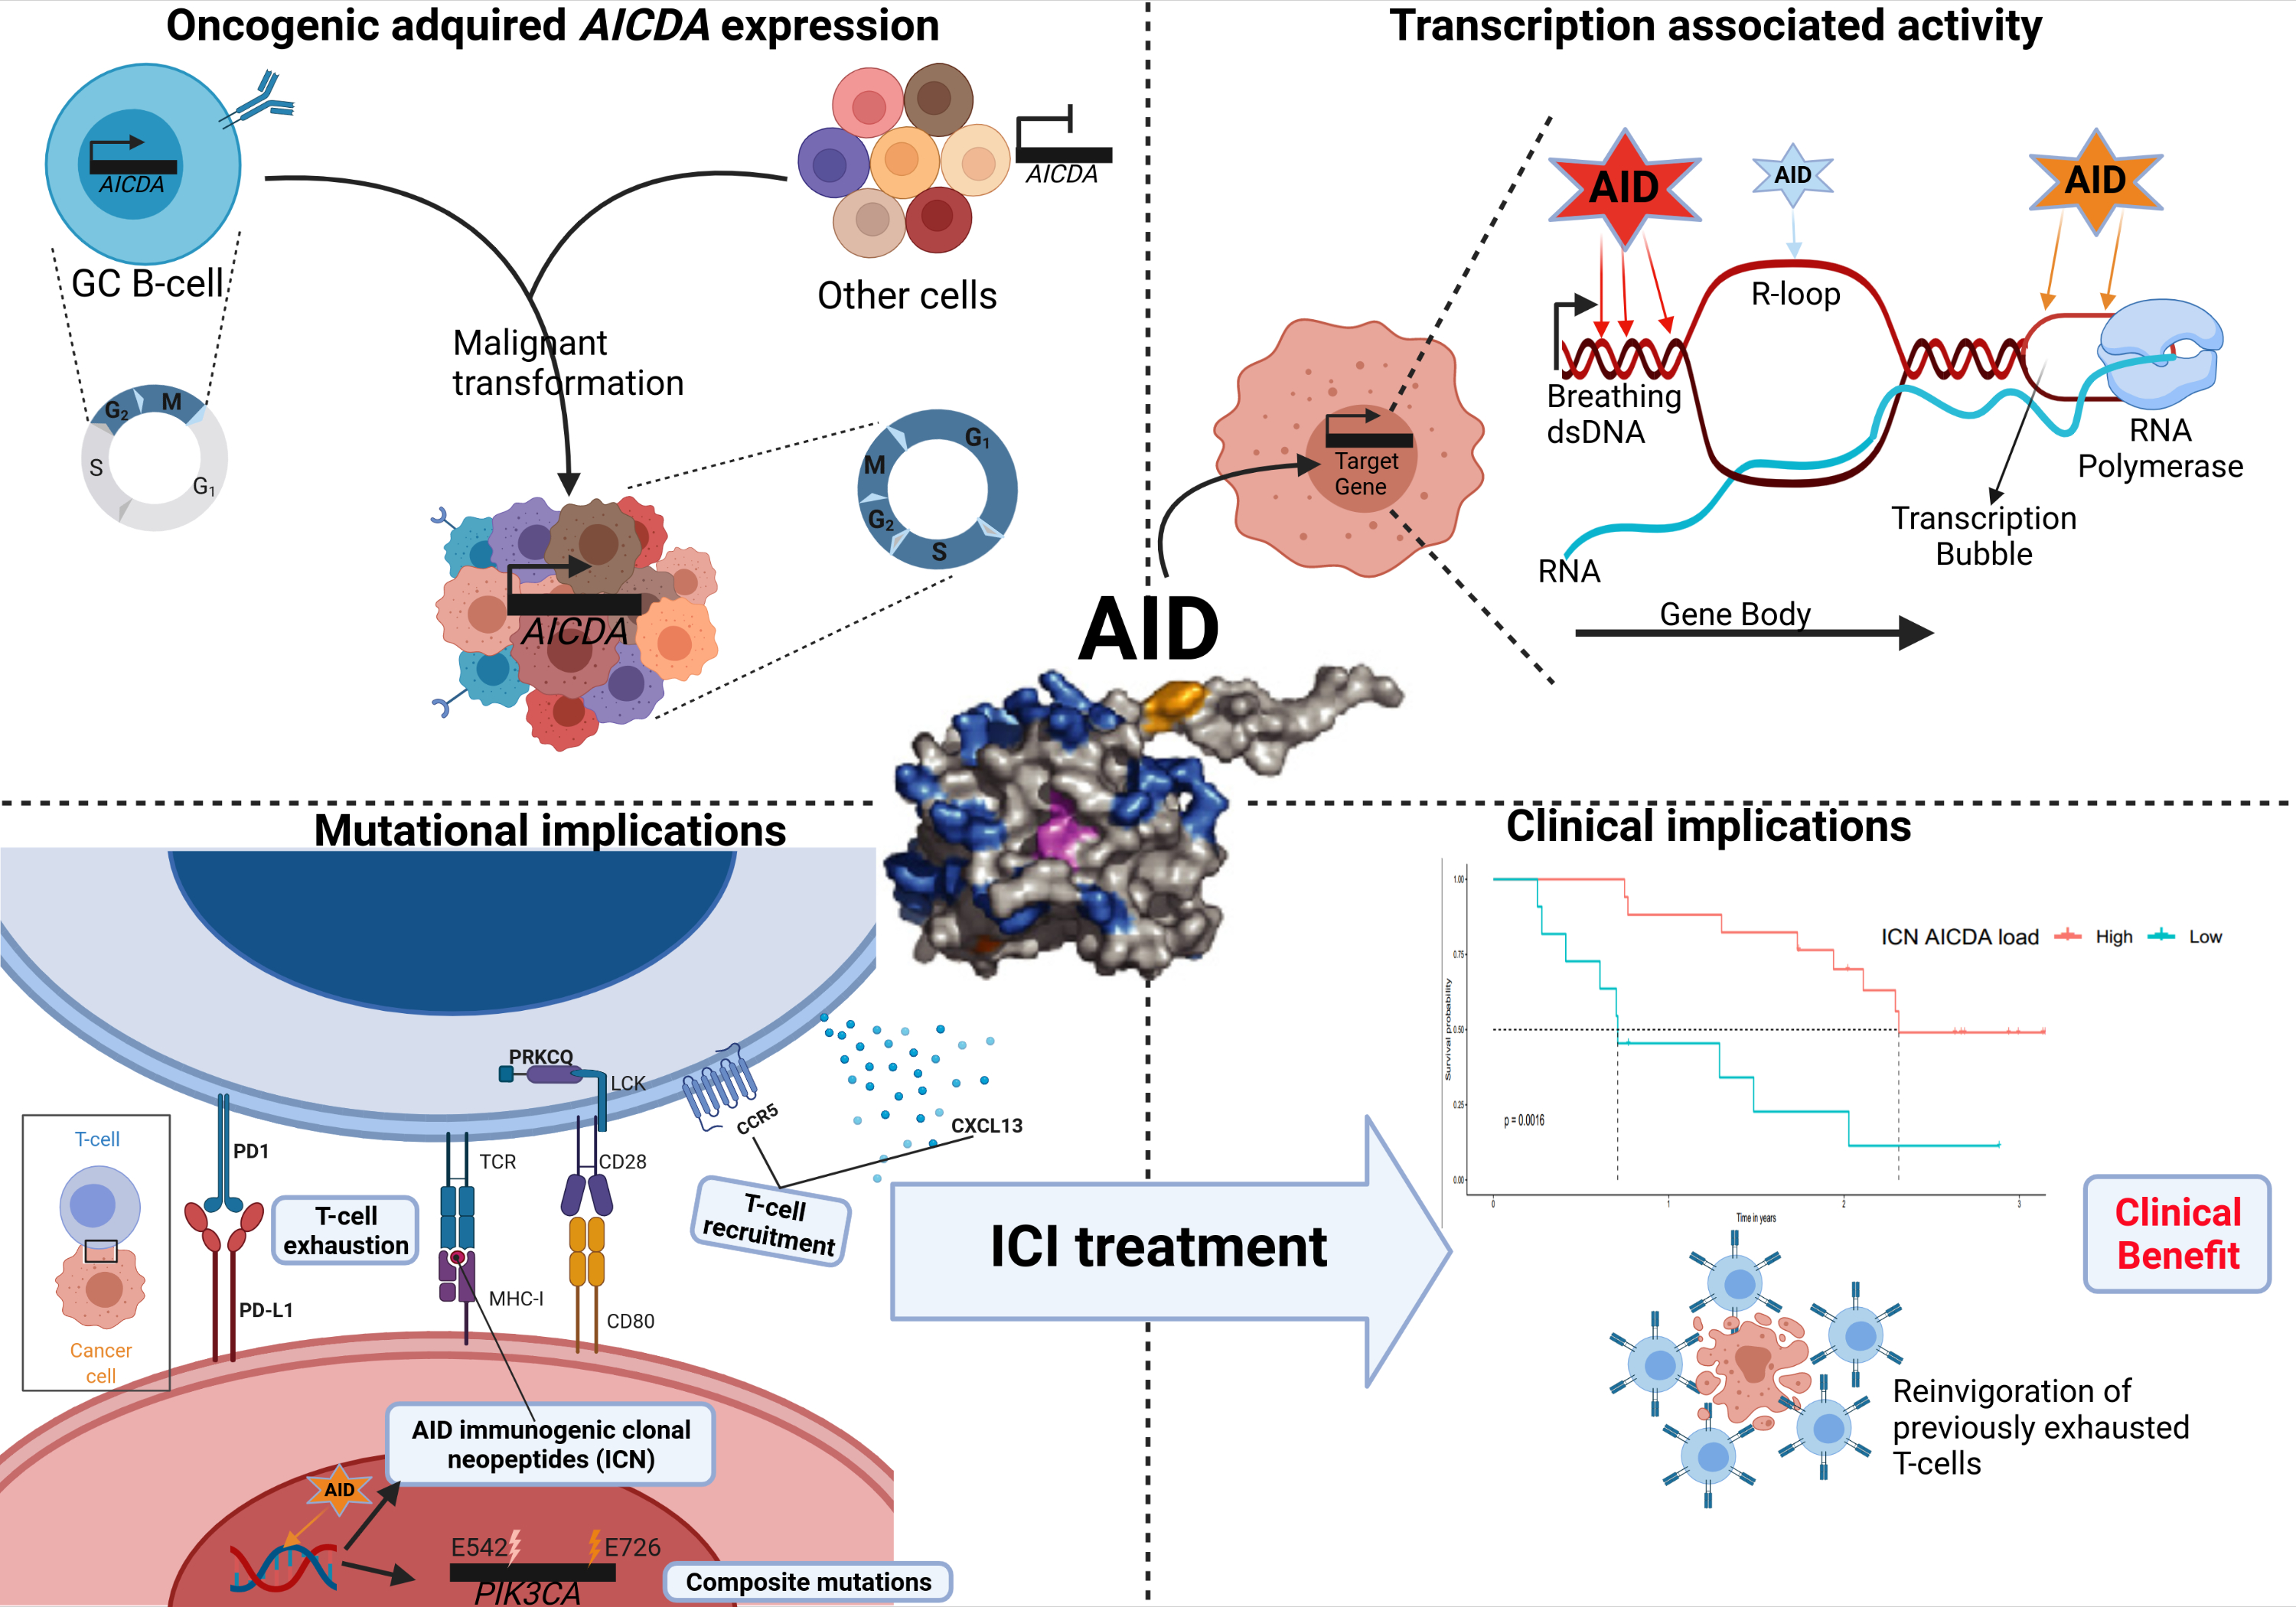 Oncogenic adquired AICDA expression
AICDA
GC B-cell
AICDA
Other cells
Malignant
transformation
G2
M
S
G1
G1
M
G2
S
AICDA
Transcription associated activity
AID
AID
AID
R-loop
Breathing
dsDNA
RNA
Polymerase
Target
Gene
Transcription
Bubble
RNA
Gene Body
AID
Mutational implications
PRKCQ
LCK
CCR5
CXCL13
T-cell
PD1
TCR
CD28
T-cell
exhaustion
T-cell
recruitment
MHC-I
PD-L1
CD80
Cancer
cell
AID immunogenic clonal
neopeptides (ICN)
AID
E542
E726
PIK3CA
Composite mutations
ICI treatment
Clinical implications
1.00
0.75
0.50
0.25
0.00
Survival probability
ICN AICDA load High Low
p = 0.0016
0 1 2 3
Time in years
Clinical
Benefit
Reinvigoration of
previously exhausted
T-cells